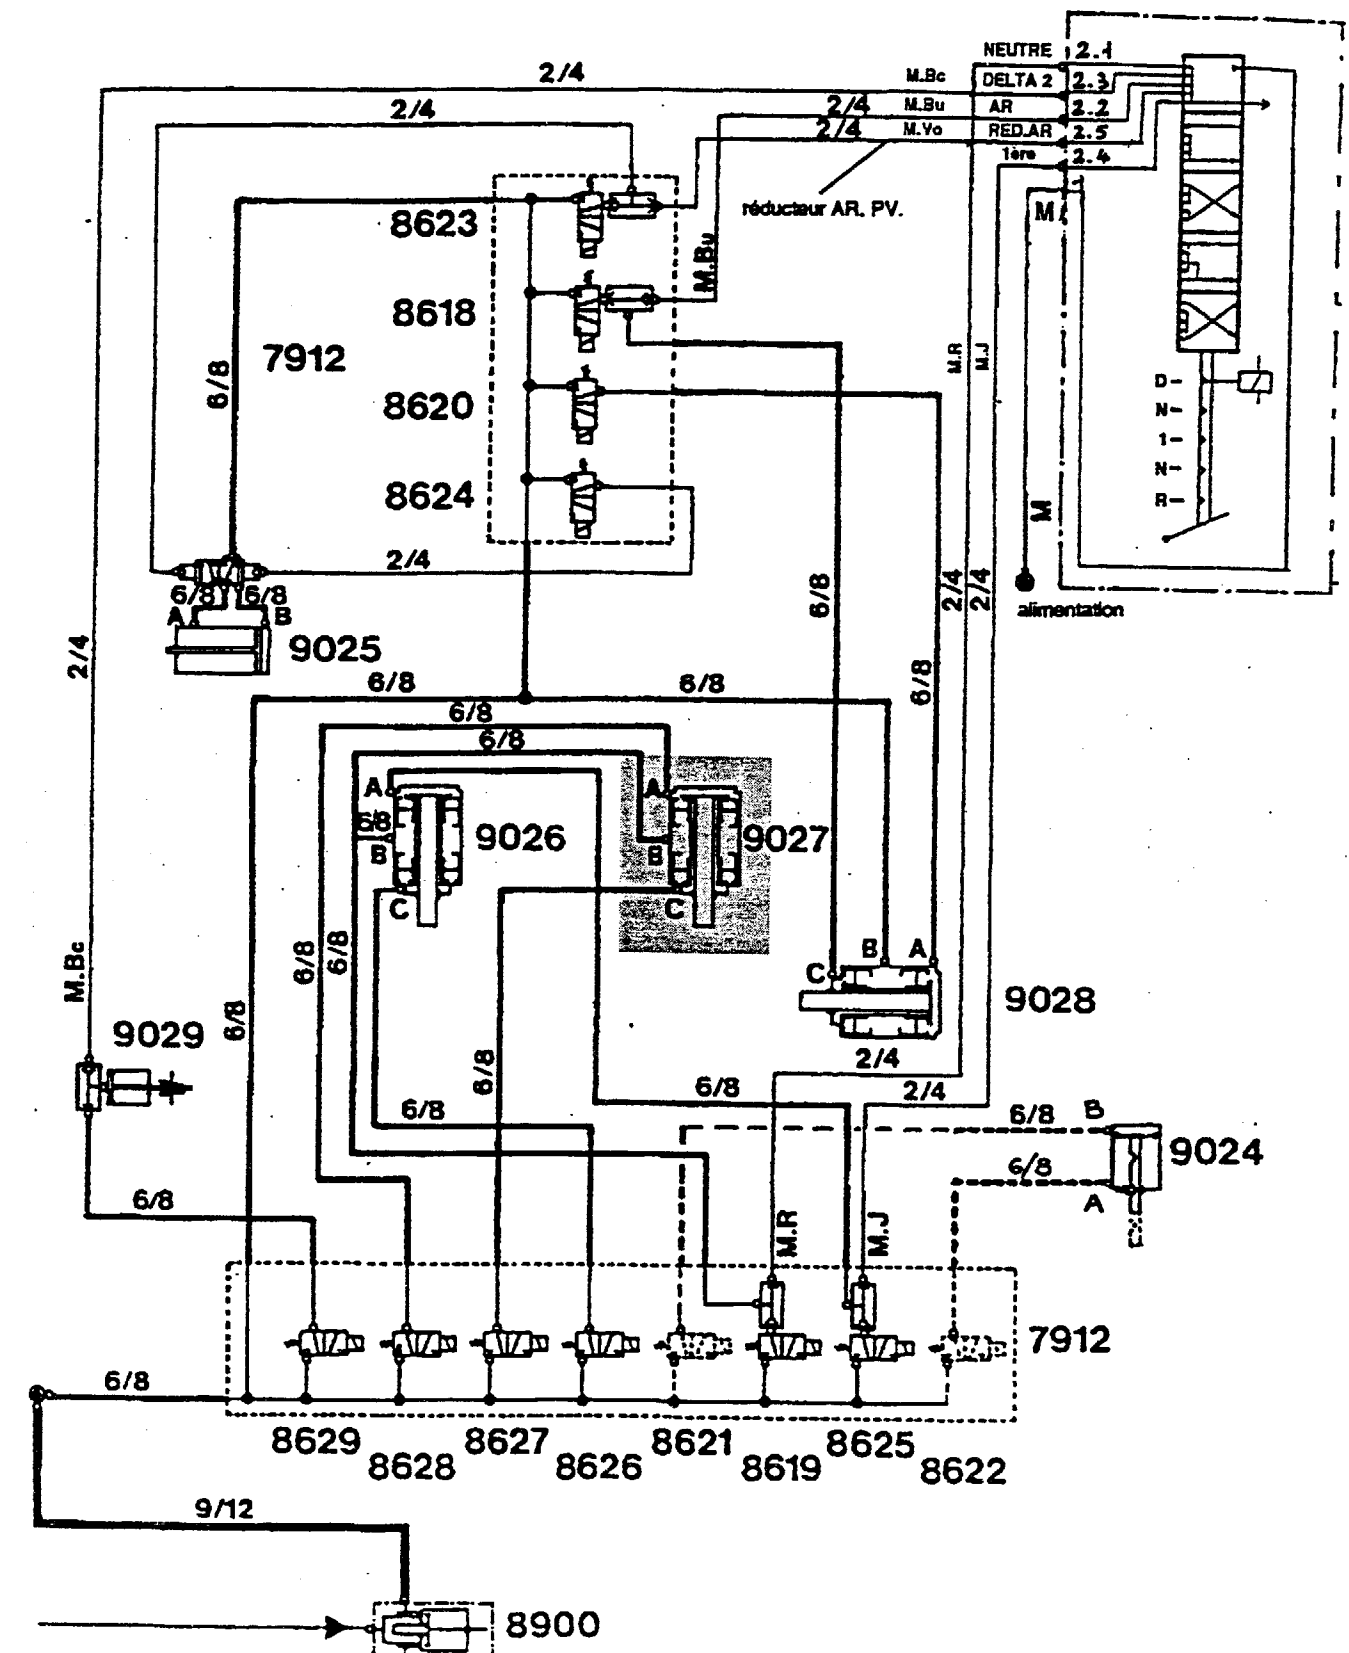 NEUTRE 2.1
2/4 M.Bc DELTA 2 2.3
2/4 2/4 M.Bu AR 2.2
2/4 M.Vo RED.AR 2.5
1ère 2.4
réducteur AR. PV.
M
8623
M.Bu
8618
7912
6/8
M.R
M.J
8620
D
N
1
N
R
8624
M
2/4
6/8 6/8
A B
6/8
2/4
2/4
alimentation
9025
2/4
6/8 6/8
6/8
6/8
6/8
A A
6/8
9026 9027
B B
C C
6/8
6/8
M.Bc
B A
C
9028
6/8
9029
6/8
2/4
6/8
2/4
6/8
6/8 B
9024
6/8
A
6/8
M.R
M.J
7912
6/8
8629 8627 8621 8625
8628 8626 8619 8622
9/12
8900